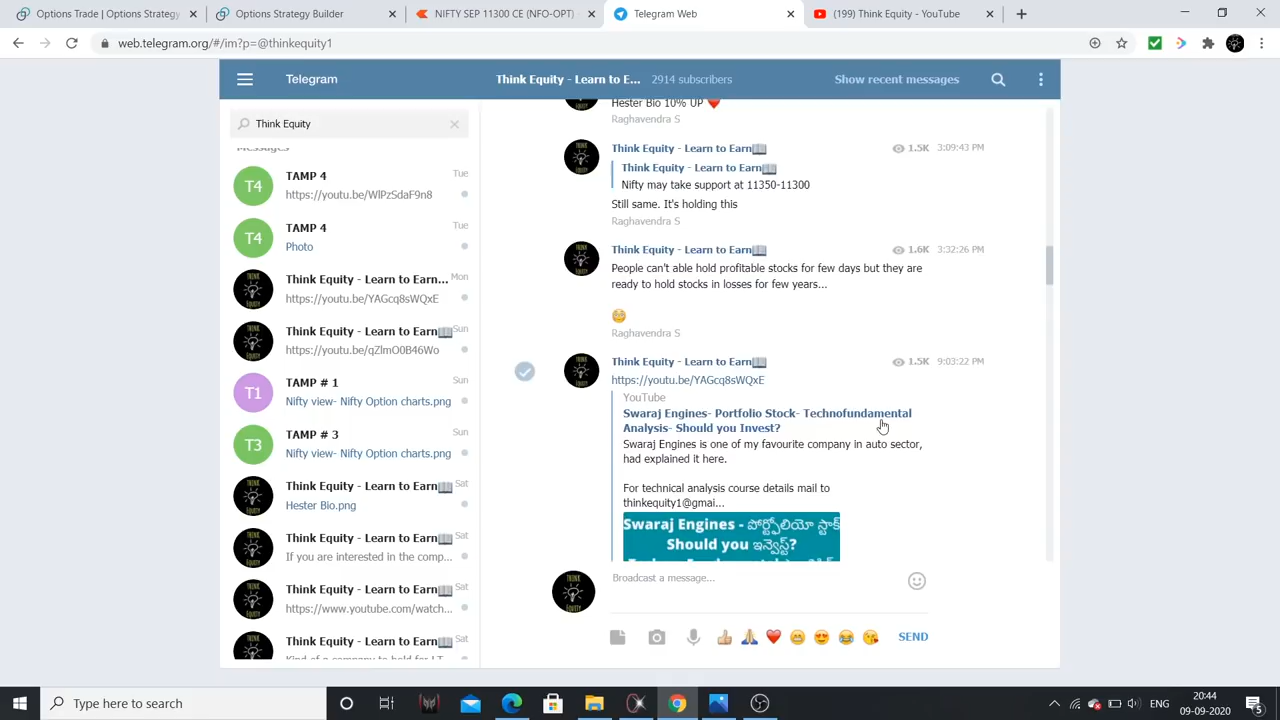 Options Trading | Options Strategy
Options Strategy Builder
NIFTY SEP 11300 CE (NFO-OPT)
Telegram Web
(199) Think Equity - YouTube
web.telegram.org/#/im?p=@thinkequity1
Telegram
Think Equity - Learn to E...
2914 subscribers
Show recent messages
Think Equity
Messages
TAMP 4
Tue
https://youtu.be/WlPzSdaF9n8
TAMP 4
Tue
Photo
Think Equity - Learn to Earn...
Mon
https://youtu.be/YAGcq8sWQxE
Think Equity - Learn to Earn📖
Sun
https://youtu.be/qZlmO0B46Wo
TAMP # 1
Sun
Nifty view- Nifty Option charts.png
TAMP # 3
Sun
Nifty view- Nifty Option charts.png
Think Equity - Learn to Earn📖
Sat
Hester Bio.png
Think Equity - Learn to Earn📖
Sat
If you are interested in the comp...
Think Equity - Learn to Earn📖
Sat
https://www.youtube.com/watch...
Think Equity - Learn to Earn📖
Sat
Kind of a company to hold for LT
Hester Bio 10% UP ❤️
Raghavendra S
Think Equity - Learn to Earn📖
1.5K 3:09:43 PM
Think Equity - Learn to Earn📖
Nifty may take support at 11350-11300
Still same. It's holding this
Raghavendra S
Think Equity - Learn to Earn📖
1.6K 3:32:26 PM
People can't able hold profitable stocks for few days but they are
ready to hold stocks in losses for few years...
😁
Raghavendra S
Think Equity - Learn to Earn📖
1.5K 9:03:22 PM
https://youtu.be/YAGcq8sWQxE
YouTube
Swaraj Engines- Portfolio Stock- Technofundamental
Analysis- Should you Invest?
Swaraj Engines is one of my favourite company in auto sector,
had explained it here.
For technical analysis course details mail to
thinkequity1@gmai...
Swaraj Engines - పోర్ట్ఫోలియో స్టాక్
Should you ఇన్వెస్ట్?
Broadcast a message...
SEND
Type here to search
ENG
20:44
09-09-2020
5